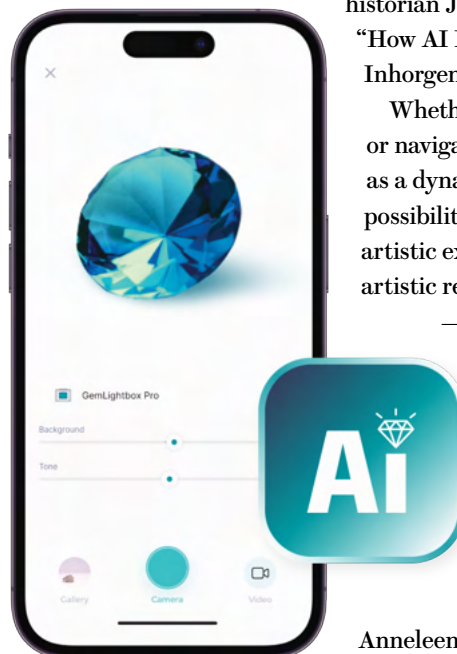 historian J
“How AI
Inhorgen
Wheth
or naviga
as a dyna
possibilit
artistic ex
artistic re
—
GemLightbox Pro
Background
Tone
Gallery
Camera
Video
Ai
Anneleen